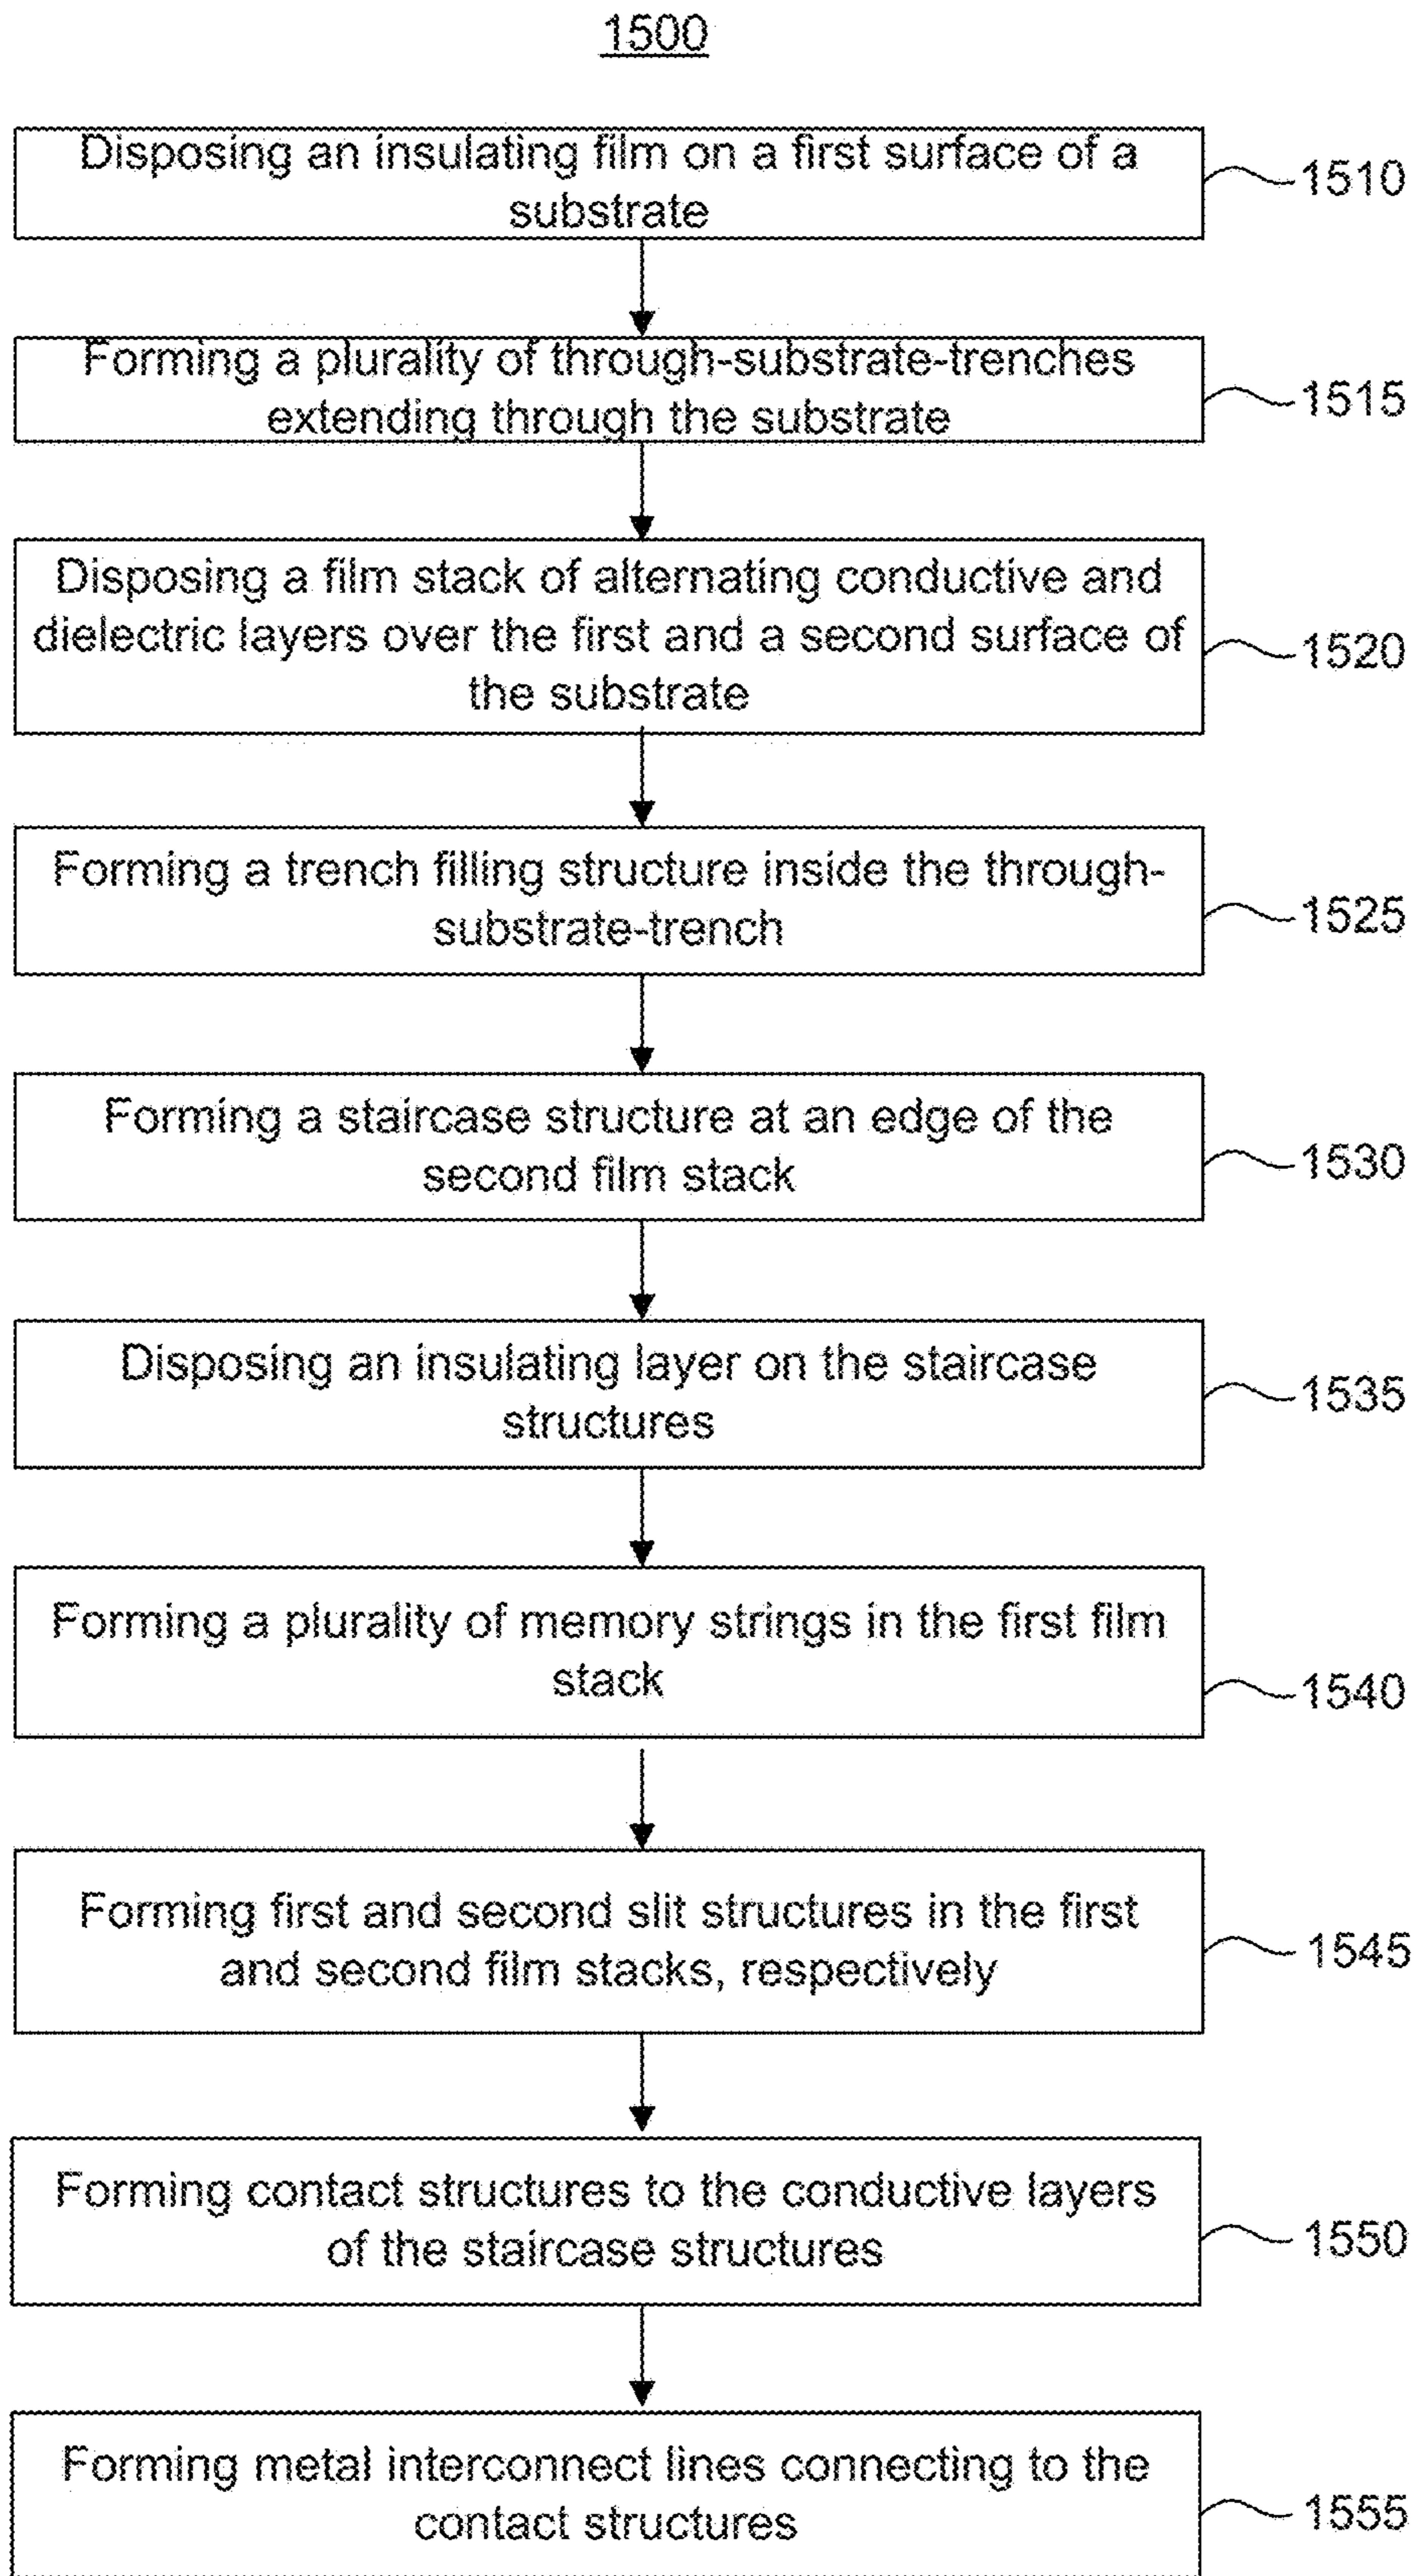 1500
Disposing an insulating film on a first surface of a
substrate
1510
Forming a plurality of through-substrate-trenches
extending through the substrate
1515
Disposing a film stack of alternating conductive and
dielectric layers over the first and a second surface of
the substrate
1520
Forming a trench filling structure inside the through-
substrate-trench
1525
Forming a staircase structure at an edge of the
second film stack
1530
Disposing an insulating layer on the staircase
structures
1535
Forming a plurality of memory strings in the first film
stack
1540
Forming first and second slit structures in the first
and second film stacks, respectively
1545
Forming contact structures to the conductive layers
of the staircase structures
1550
Forming metal interconnect lines connecting to the
contact structures
1555